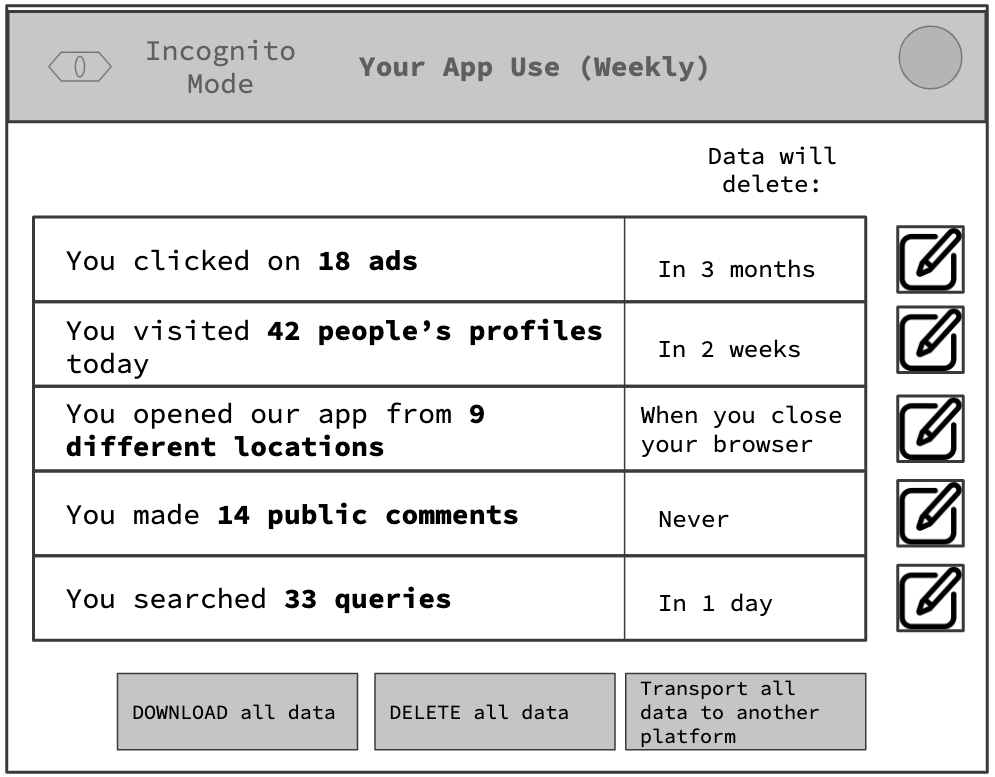 Incognito
Mode
Your App Use (Weekly)
Data will
delete:
You clicked on 18 ads
In 3 months
You visited 42 people’s profiles
today
In 2 weeks
You opened our app from 9
different locations
When you close
your browser
You made 14 public comments
Never
You searched 33 queries
In 1 day
DOWNLOAD all data
DELETE all data
Transport all
data to another
platform